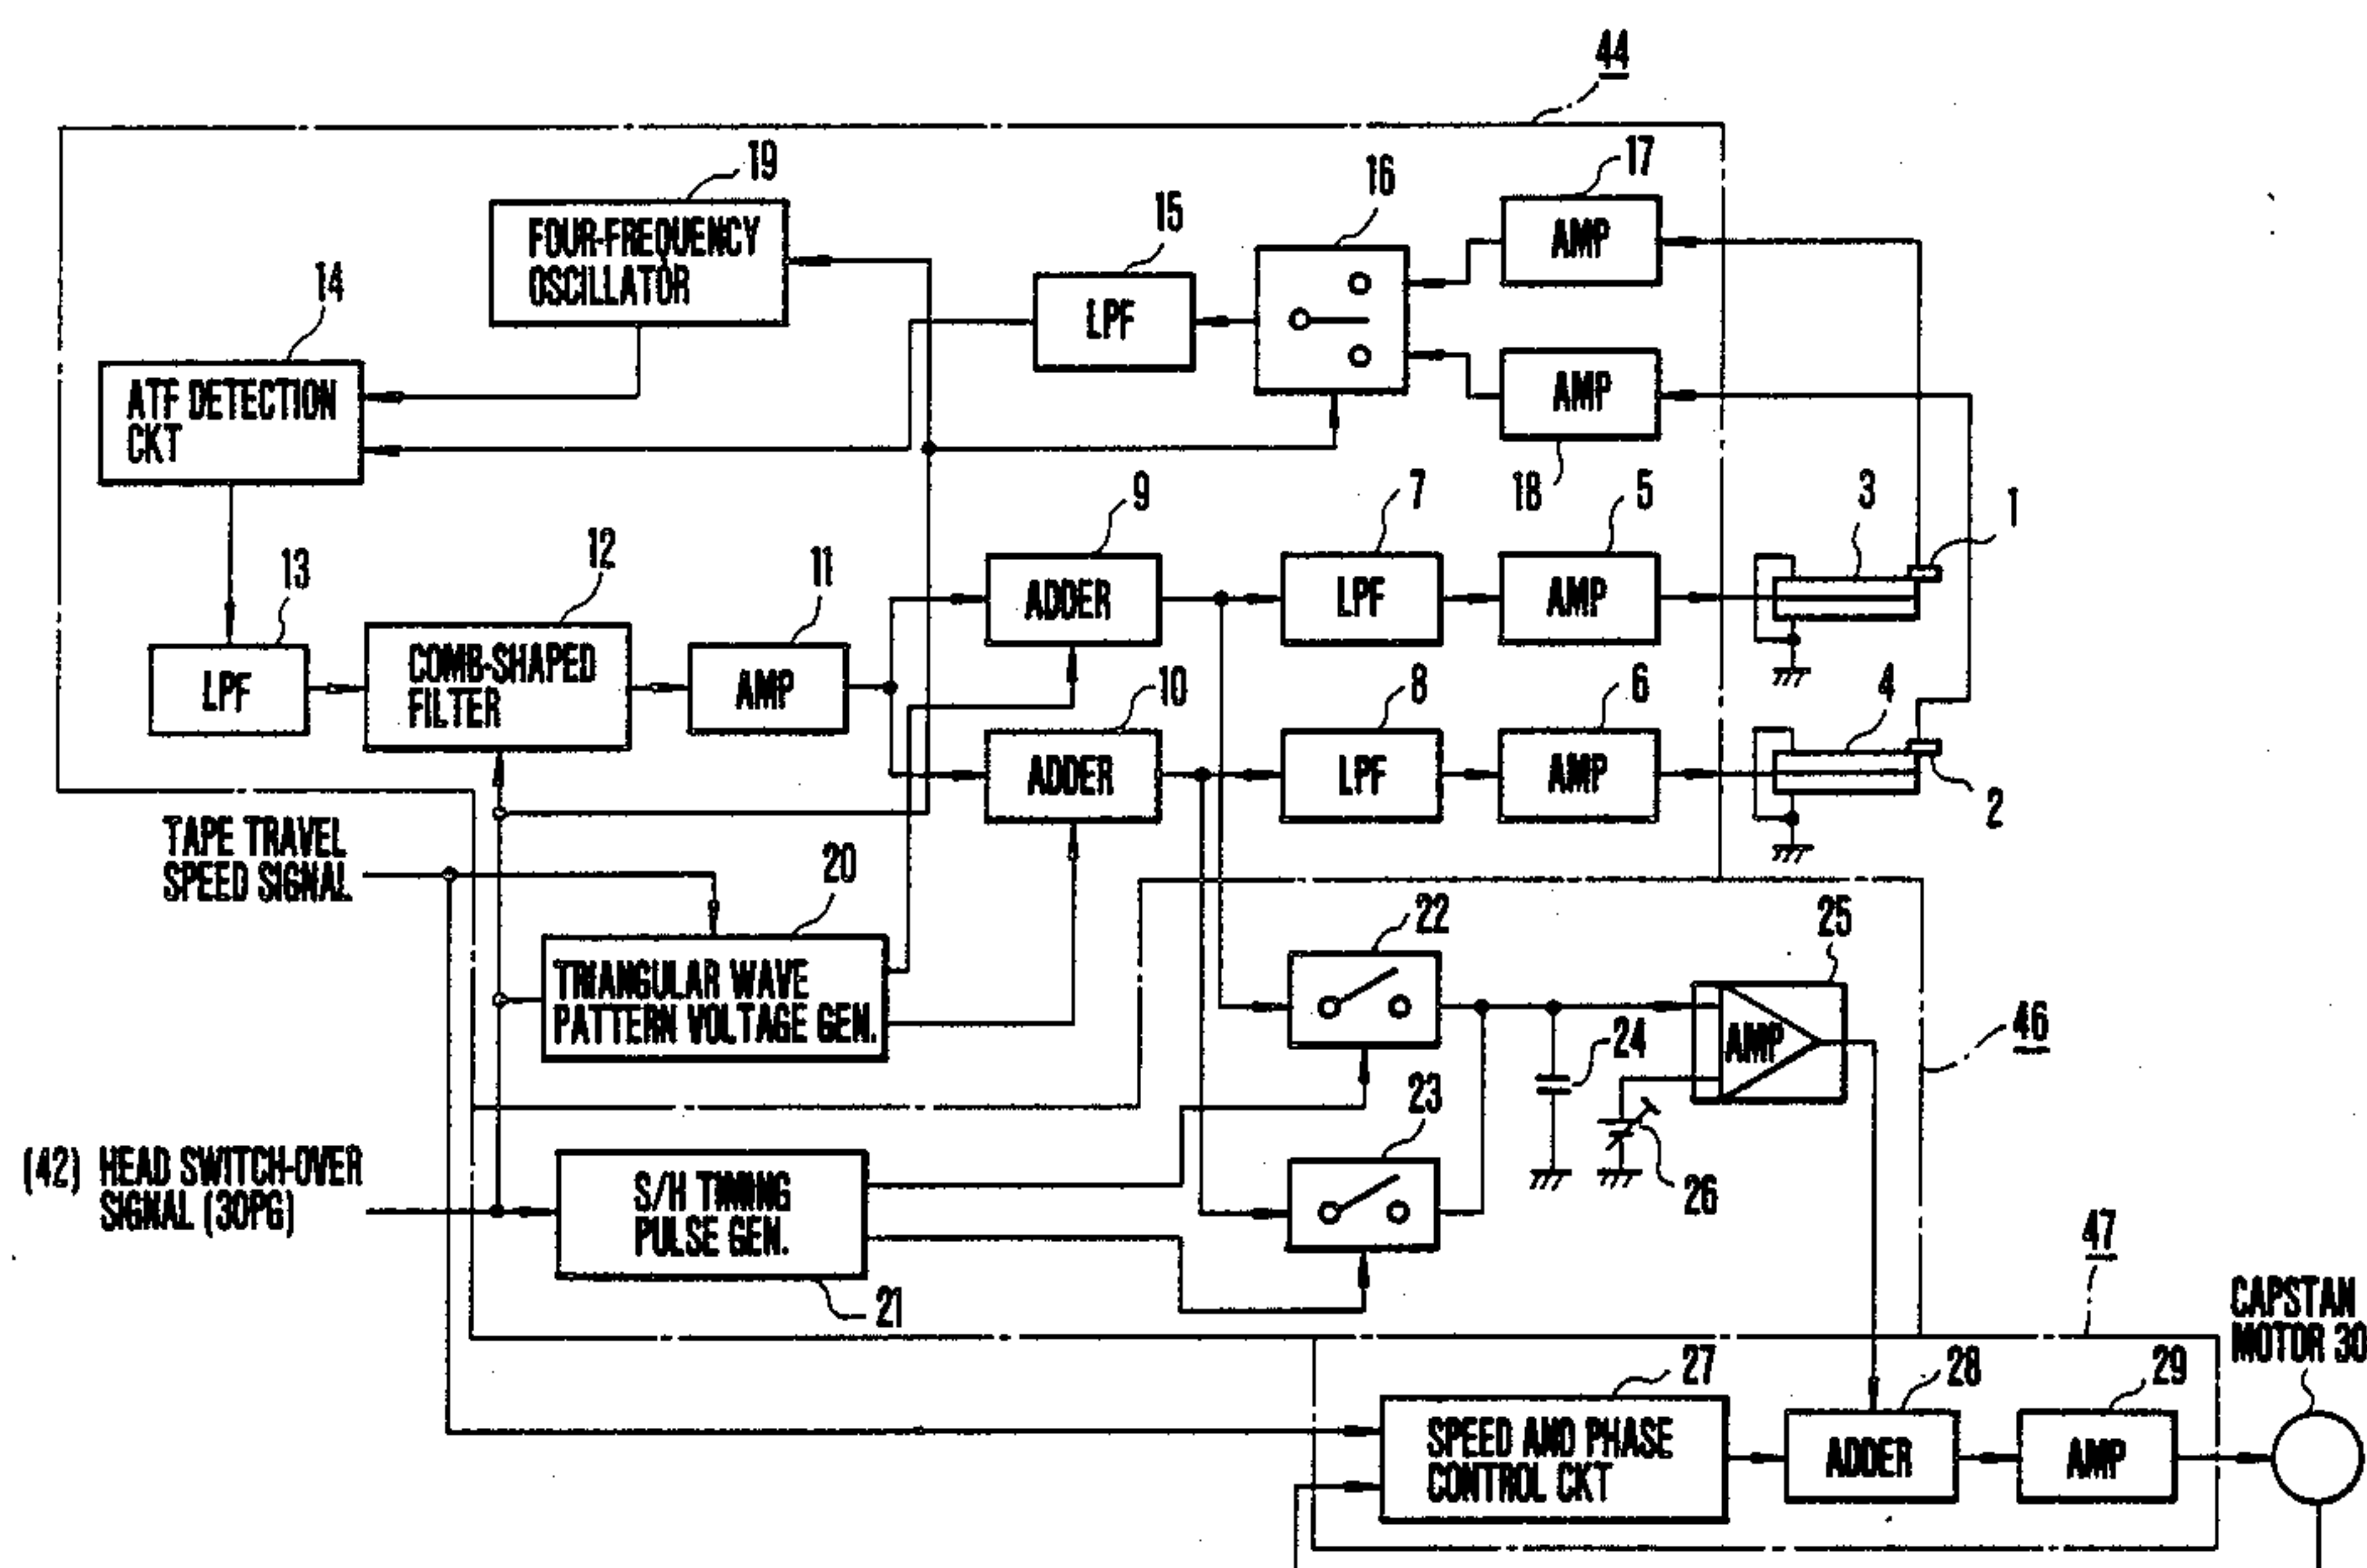 44
19
17
16
15
FOUR-FREQUENCY
OSCILLATOR
AMP
14
LPF
ATF DETECTION
CKT
AMP
18
9
7
5
3
1
12
11
13
ADDER
LPF
AMP
COMB-SHAPED
FILTER
LPF
AMP
10
8
6
4
ADDER
LPF
AMP
2
TAPE TRAVEL
SPEED SIGNAL
20
22
25
TRIANGULAR WAVE
PATTERN VOLTAGE GEN.
AMP
24
46
23
26
(42) HEAD SWITCH-OVER
SIGNAL (30PG)
S/H TIMING
PULSE GEN.
21
47
CAPSTAN
MOTOR 30
27
28
29
SPEED AND PHASE
CONTROL CKT
ADDER
AMP